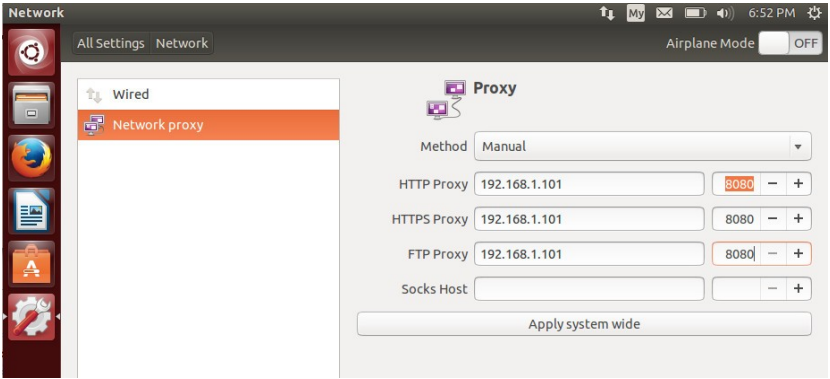 Network
My
6:52 PM
All Settings Network
Airplane Mode OFF
Wired
Network proxy
Proxy
Method Manual
HTTP Proxy 192.168.1.101 8080 − +
HTTPS Proxy 192.168.1.101 8080 − +
FTP Proxy 192.168.1.101 8080 − +
Socks Host − +
Apply system wide